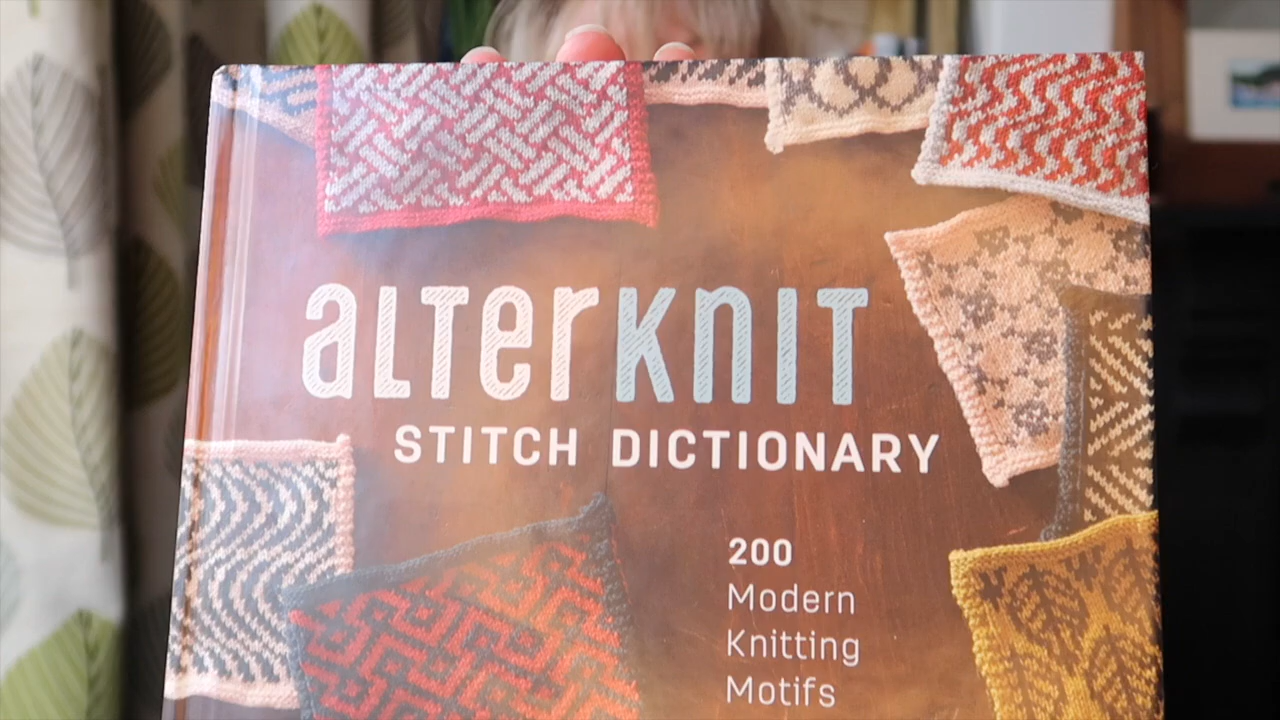 alterknit
STITCH DICTIONARY
200
Modern
Knitting
Motifs